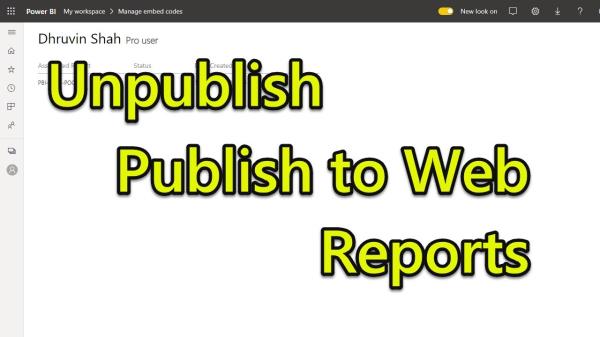 Power BI My workspace > Manage embed codes New look on
Dhruvin Shah Pro user
Status Created
Unpublish
Publish to Web
Reports